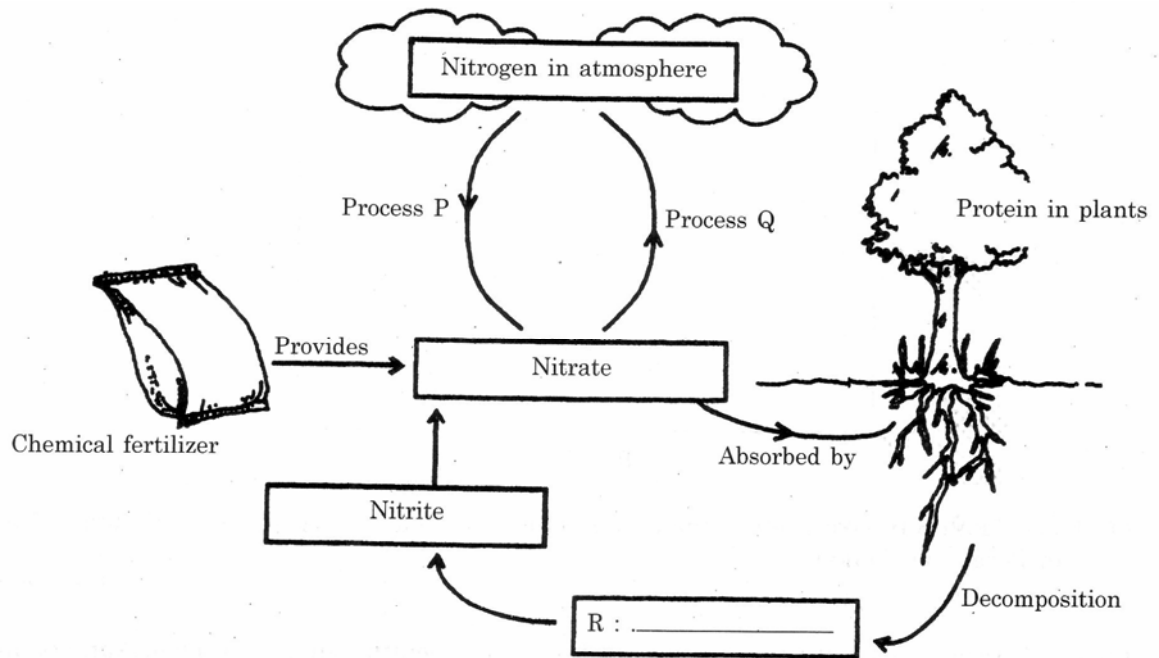 Nitrogen in atmosphere
Process P
Process Q
Protein in plants
Provides
Nitrate
Chemical fertilizer
Absorbed by
Nitrite
Decomposition
R : .